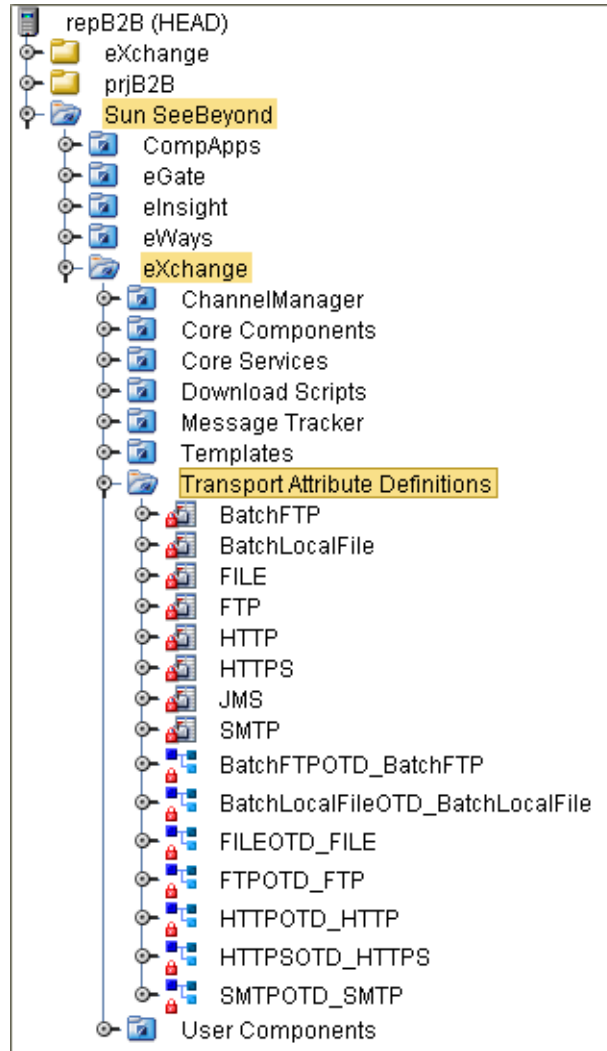 repB2B (HEAD)
eXchange
prjB2B
Sun SeeBeyond
CompApps
eGate
eInsight
eWays
eXchange
ChannelManager
Core Components
Core Services
Download Scripts
Message Tracker
Templates
Transport Attribute Definitions
BatchFTP
BatchLocalFile
FILE
FTP
HTTP
HTTPS
JMS
SMTP
BatchFTPOTD_BatchFTP
BatchLocalFileOTD_BatchLocalFile
FILEOTD_FILE
FTPOTD_FTP
HTTPOTD_HTTP
HTTPSOTD_HTTPS
SMTPOTD_SMTP
User Components